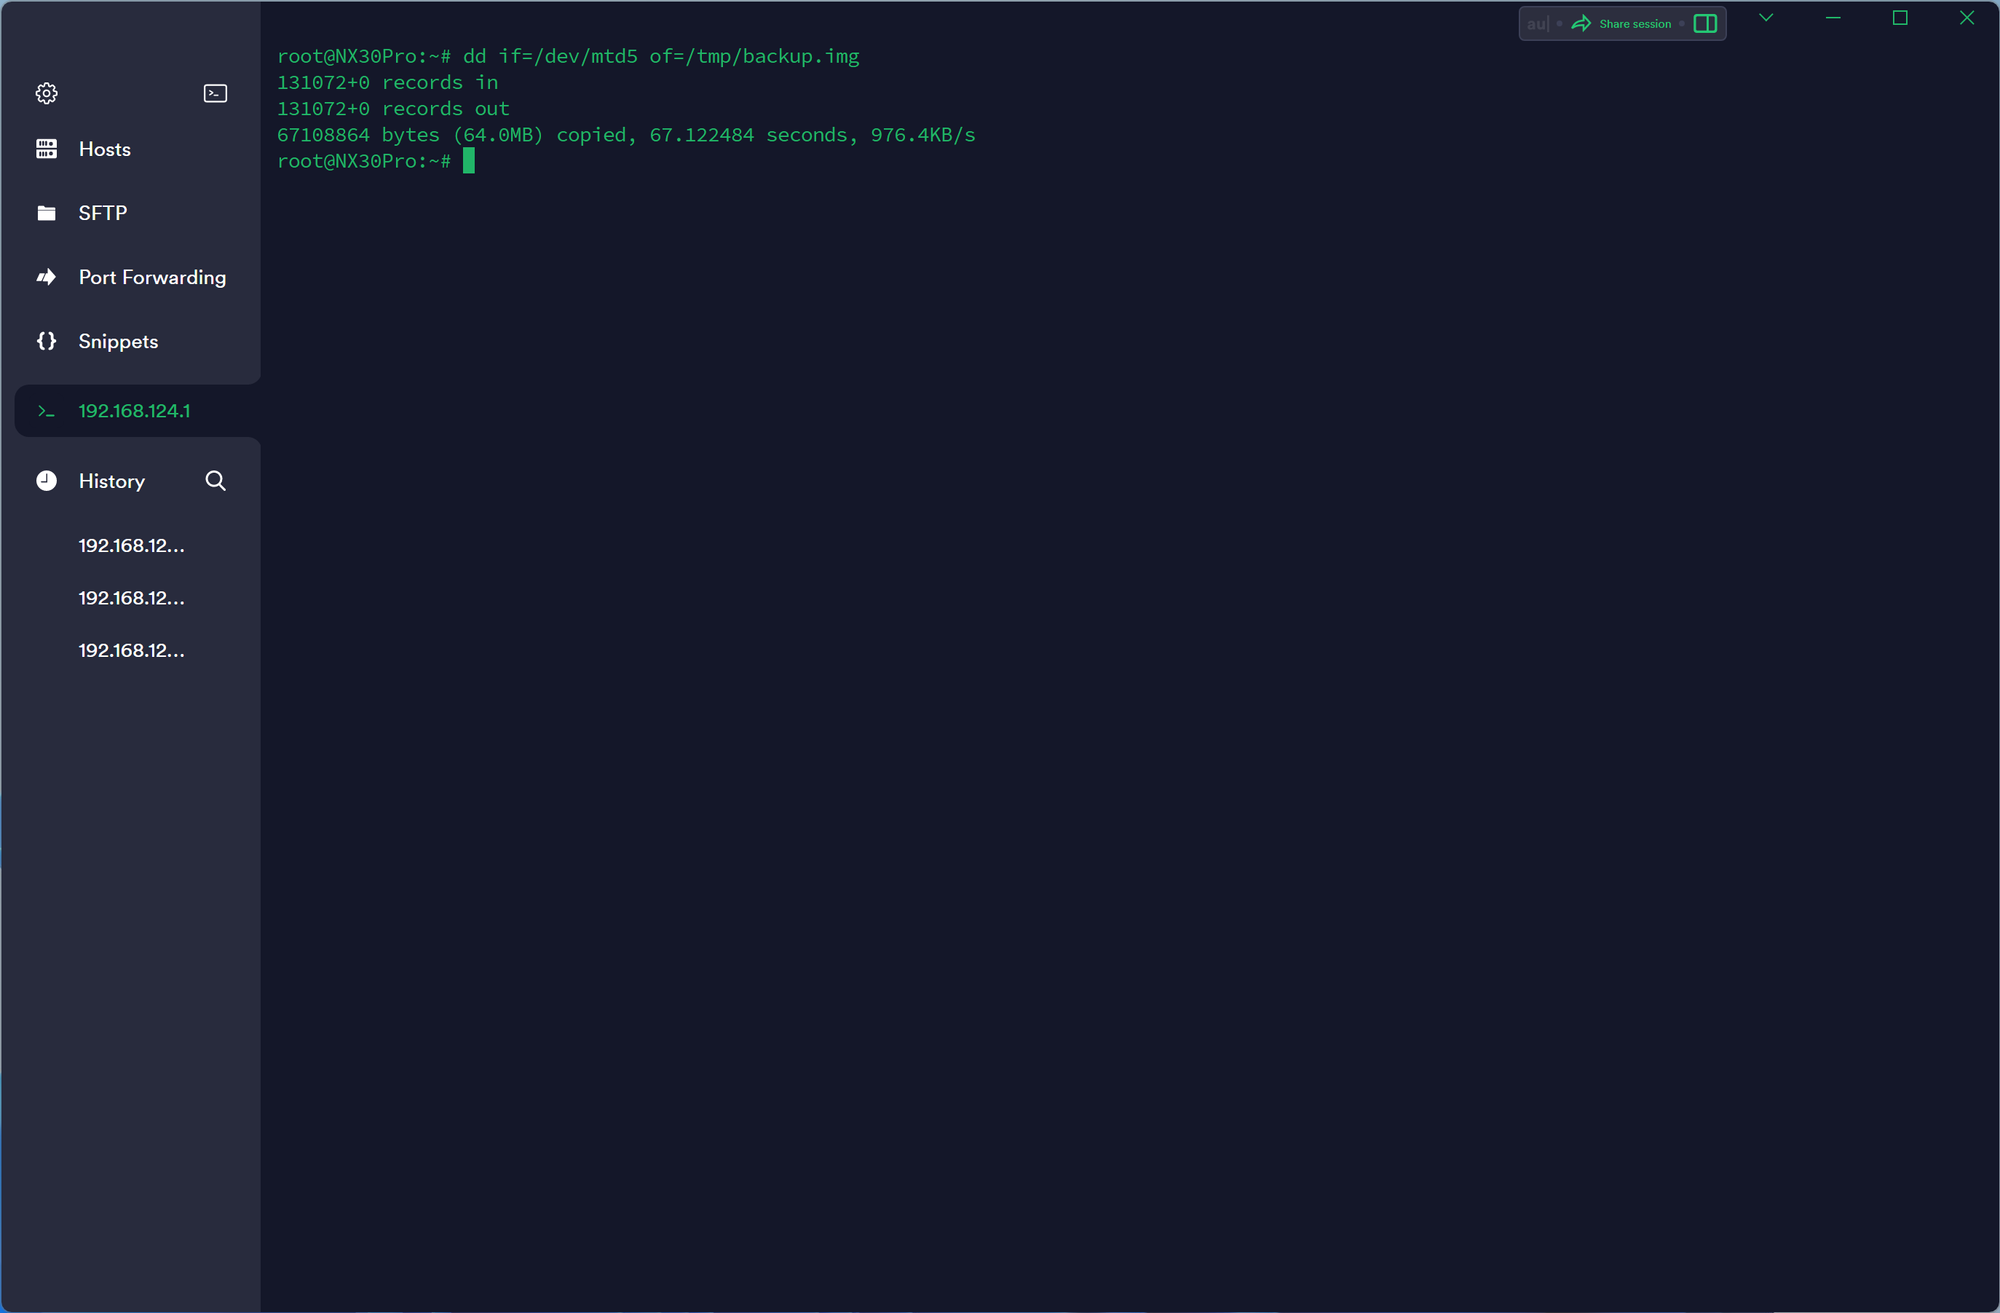 au| • Share session •
root@NX30Pro:~# dd if=/dev/mtd5 of=/tmp/backup.img
131072+0 records in
131072+0 records out
67108864 bytes (64.0MB) copied, 67.122484 seconds, 976.4KB/s
root@NX30Pro:~#
Hosts
SFTP
Port Forwarding
{} Snippets
>_ 192.168.124.1
History
192.168.12...
192.168.12...
192.168.12...